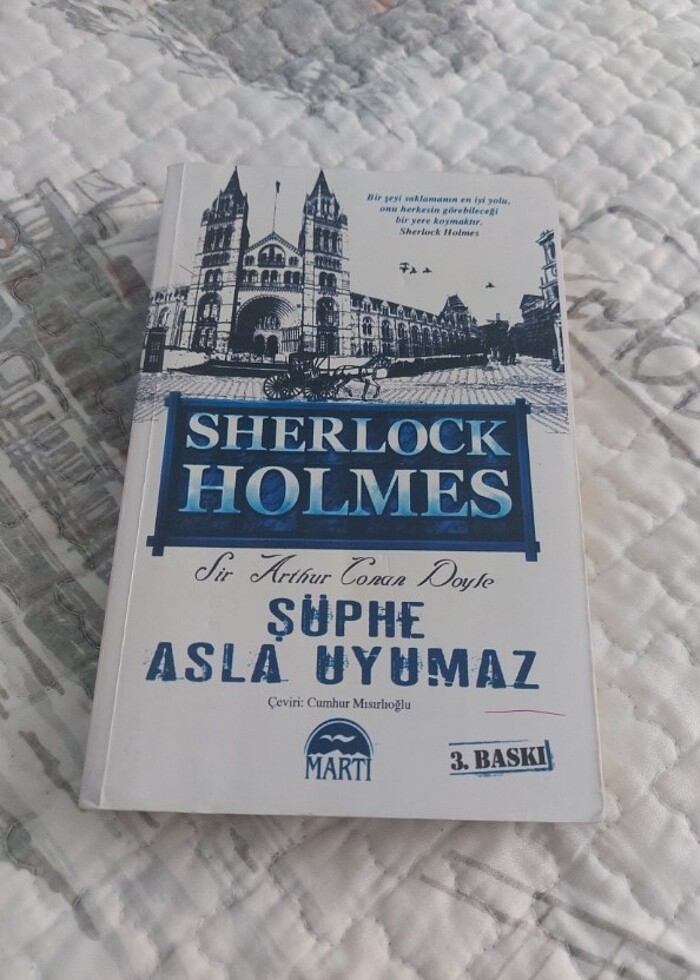 Bir şeyi saklamanın en iyi yolu,
onu herkesin görebileceği
bir yere koymaktır.
Sherlock Holmes
SHERLOCK
HOLMES
Sir Arthur Conan Doyle
ŞÜPHE
ASLA UYUMAZ
Çeviri: Cumhur Mısırlıoğlu
MARTI
3. BASKI